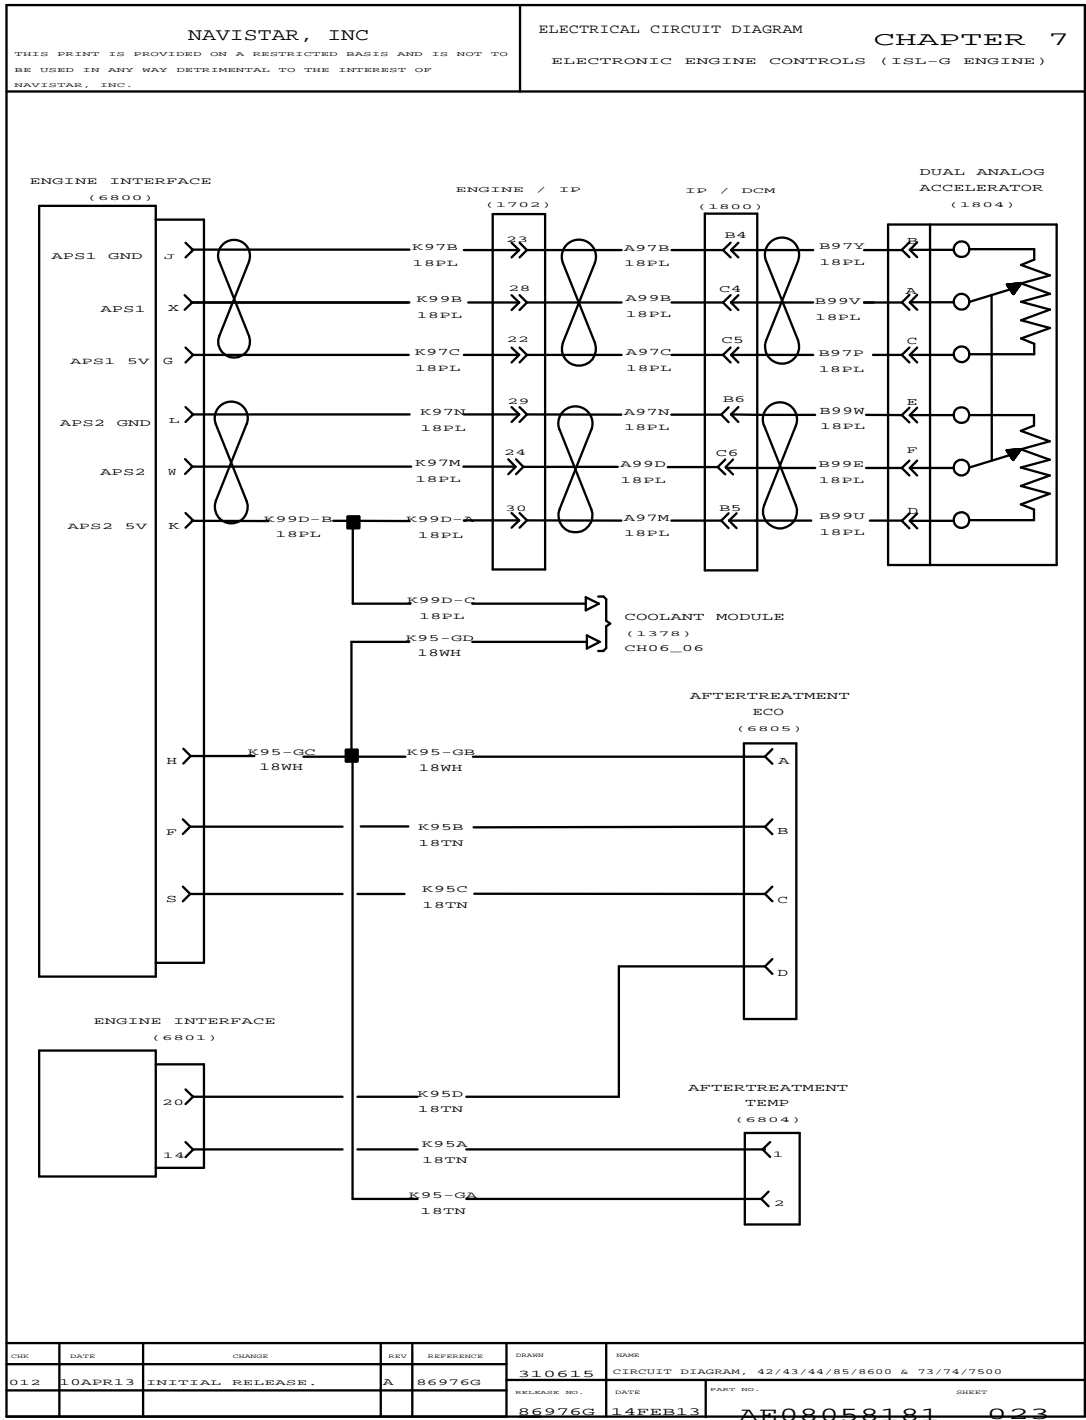 NAVISTAR, INC
THIS PRINT IS PROVIDED ON A RESTRICTED BASIS AND IS NOT TO
BE USED IN ANY WAY DETRIMENTAL TO THE INTEREST OF
NAVISTAR, INC.
ELECTRICAL CIRCUIT DIAGRAM
CHAPTER 7
ELECTRONIC ENGINE CONTROLS (ISL-G ENGINE)
ENGINE INTERFACE
(6800)
ENGINE / IP
(1702)
IP / DCM
(1800)
DUAL ANALOG
ACCELERATOR
(1804)
APS1 GND J K97B 23 A97B B4 B97Y B
18PL 18PL 18PL
APS1 X K99B 28 A99B C4 B99V A
18PL 18PL 18PL
APS1 5V G K97C 22 A97C C5 B97P C
18PL 18PL 18PL
APS2 GND L K97N 29 A97N B6 B99W E
18PL 18PL 18PL
APS2 W K97M 24 A99D C6 B99E F
18PL 18PL 18PL
APS2 5V K K99D-B K99D-A 30 A97M B5 B99U D
18PL 18PL 18PL 18PL
K99D-C
18PL
K95-GD
18WH
COOLANT MODULE
(1378)
CH06_06
AFTERTREATMENT
ECO
(6805)
H K95-GC K95-GB A
18WH 18WH
F K95B B
18TN
S K95C C
18TN
D
ENGINE INTERFACE
(6801)
20 K95D
18TN
AFTERTREATMENT
TEMP
(6804)
14 K95A 1
18TN
K95-GA 2
18TN
CHK DATE CHANGE REV REFERENCE
012 10APR13 INITIAL RELEASE. A 86976G
DRAWN
310615
NAME
CIRCUIT DIAGRAM, 42/43/44/85/8600 & 73/74/7500
RELEASE NO. DATE PART NO. SHEET
86976G 14FEB13 AE08058181 023